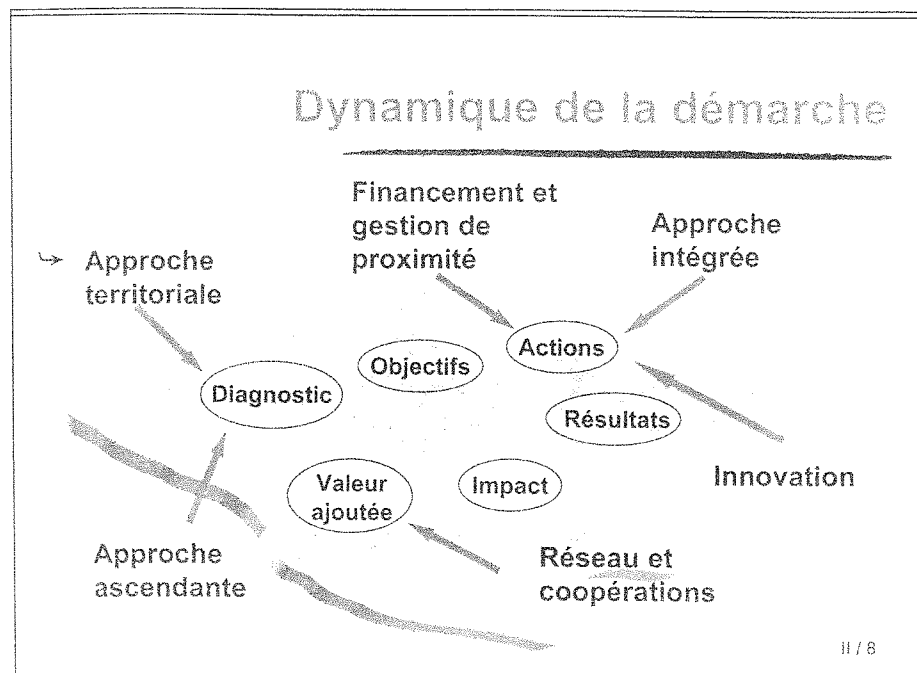 Dynamique de la démarche
Financement et
gestion de
proximité
Approche
intégrée
Approche
territoriale
Actions
Objectifs
Diagnostic
Résultats
Innovation
Valeur
ajoutée
Impact
Approche
ascendante
Réseau et
coopérations
II / 8